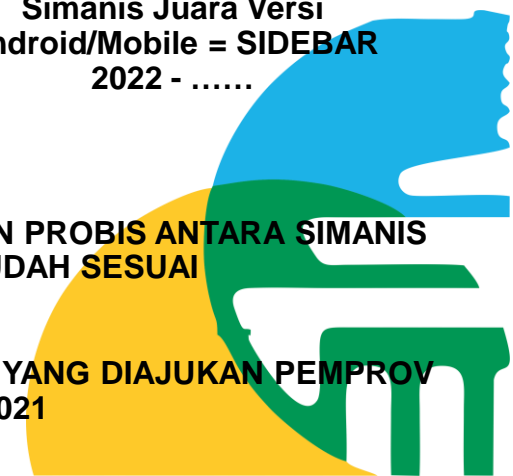 Simanis Juara Versi
ndroid/Mobile = SIDEBAR
2022 - ……
N PROBIS ANTARA SIMANIS
UDAH SESUAI
YANG DIAJUKAN PEMPROV
021